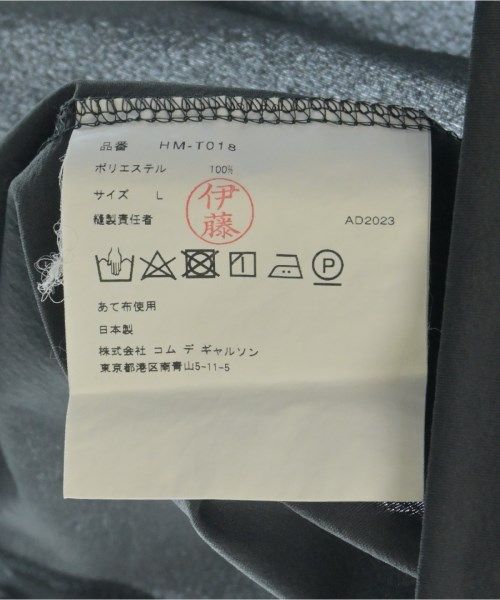 品番 HM-T018
ポリエステル 100%
サイズ L
縫製責任者 伊藤 AD2023
P
あて布使用
日本製
株式会社 コム デ ギャルソン
東京都港区南青山5-11-5